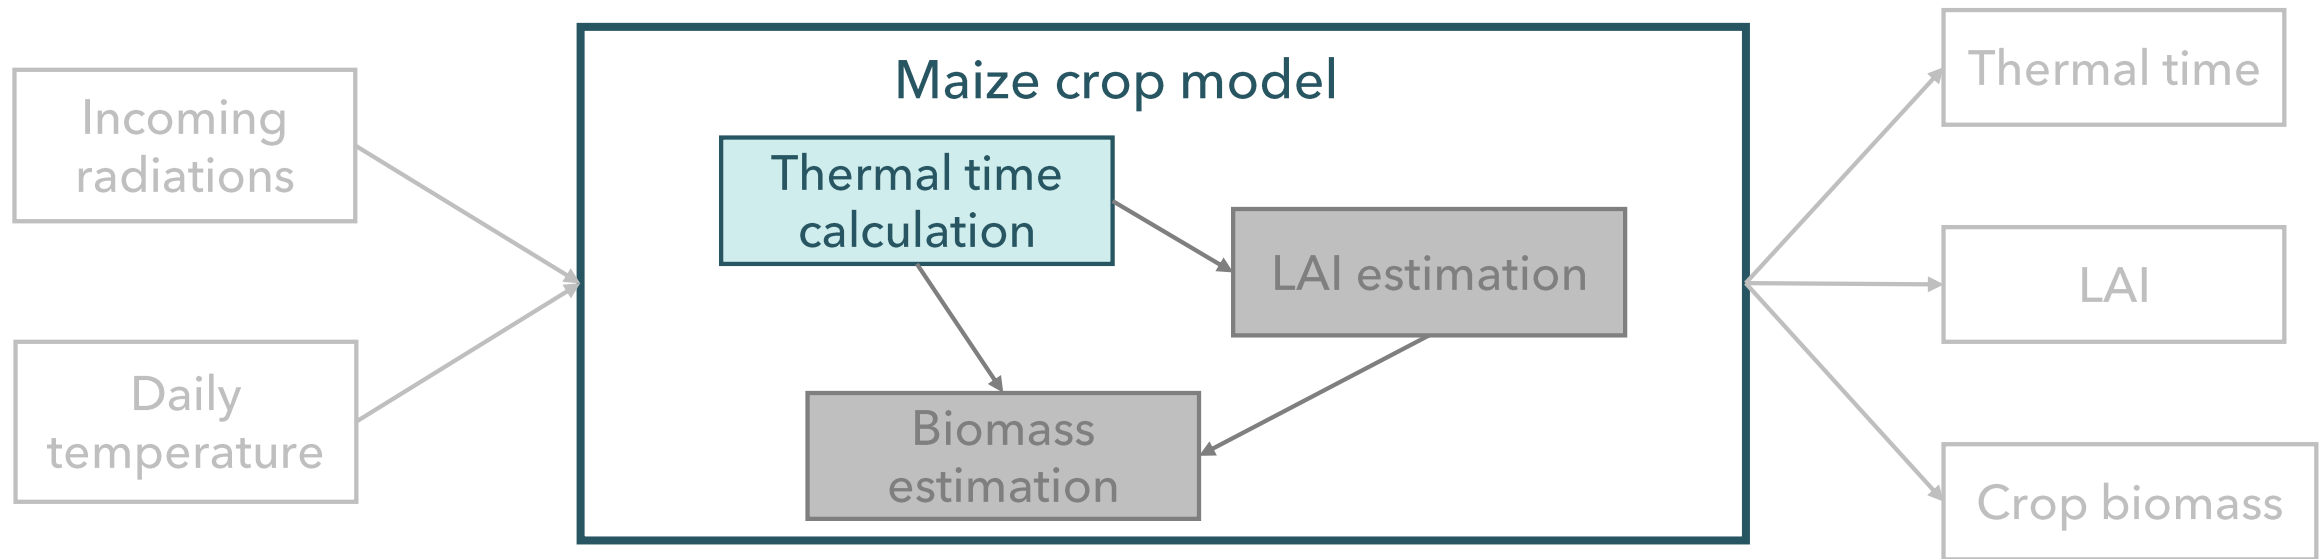 Incoming
radiations
Daily
temperature
Maize crop model
Thermal time
calculation
LAI estimation
Biomass
estimation
Thermal time
LAI
Crop biomass